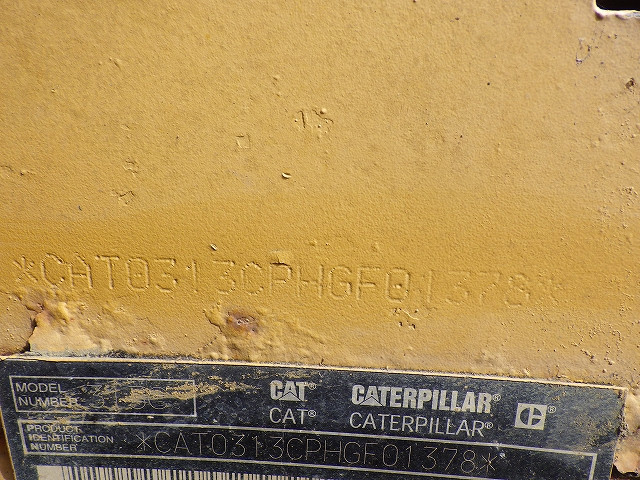 *CAT0313CPHGF01378*
MODEL NUMBER
CAT® CATERPILLAR®
CAT® CATERPILLAR®
PRODUCT IDENTIFICATION NUMBER *CAT0313CPHGF01378*